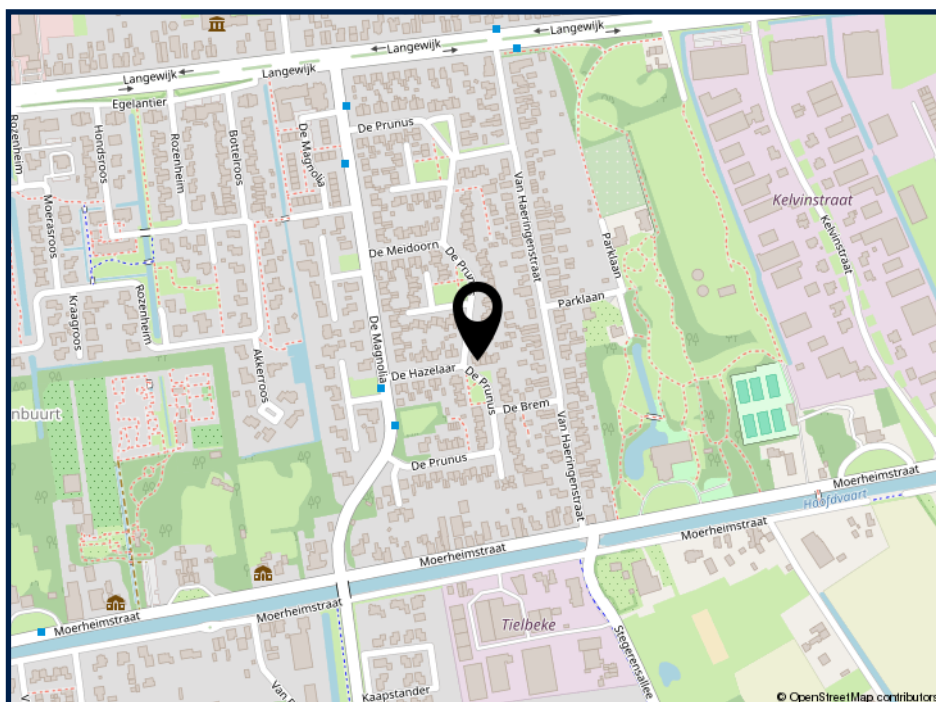 Langewijk
Langewijk
Langewijk
Langewijk
Egelantier
Rozenheim
Hondsroos
Rozenheim
Bottelroos
De Magnolia
De Prunus
Moerasroos
Van Haeringenstraat
Kelvinstraat
Kelvinstraat
De Meidoorn
Parklaan
Parklaan
Kraagroos
Rozenheim
De Magnolia
Akkerroos
De Hazelaar
De Prunus
De Brem
Van Haeringenstraat
enbuurt
De Prunus
Moerheimstraat
Hoofdvaart
Moerheimstraat
Moerheimstraat
Moerheimstraat
Moerheimstraat
Tielbeke
Stegerensallee
Kaapstander
© OpenStreetMap contributors